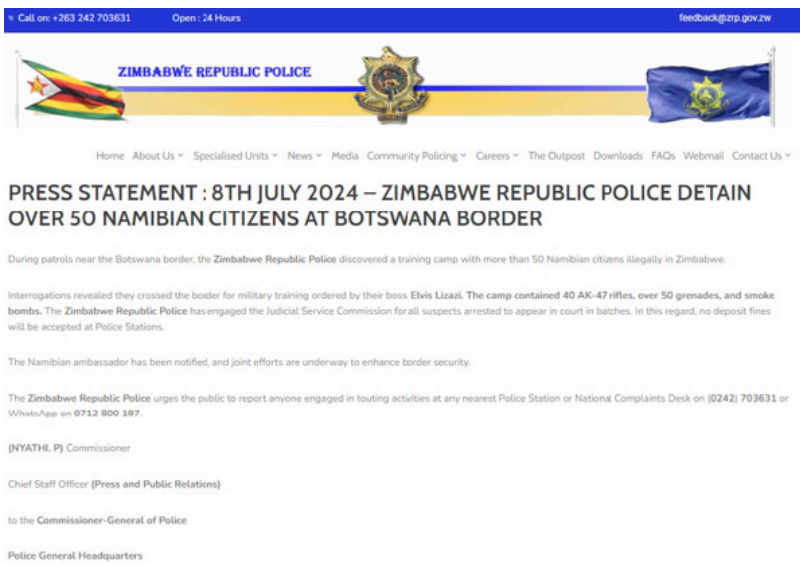 Call on: +263 242 703631 Open : 24 Hours feedback@zrp.gov.zw
ZIMBABWE REPUBLIC POLICE
Home About Us Specialised Units News Media Community Policing Careers The Outpost Downloads FAQs Webmail Contact Us
PRESS STATEMENT : 8TH JULY 2024 – ZIMBABWE REPUBLIC POLICE DETAIN
OVER 50 NAMIBIAN CITIZENS AT BOTSWANA BORDER
During patrols near the Botswana border, the Zimbabwe Republic Police discovered a training camp with more than 50 Namibian citizens illegally in Zimbabwe.
Interrogations revealed they crossed the border for military training ordered by their boss Elvis Lizazi. The camp contained 40 AK-47 rifles, over 50 grenades, and smoke
bombs. The Zimbabwe Republic Police has engaged the Judicial Service Commission for all suspects arrested to appear in court in batches. In this regard, no deposit fines
will be accepted at Police Stations.
The Namibian ambassador has been notified, and joint efforts are underway to enhance border security.
The Zimbabwe Republic Police urges the public to report anyone engaged in touting activities at any nearest Police Station or National Complaints Desk on (0242) 703631 or
WhatsApp on 0712 800 197.
(NYATHI. P) Commissioner
Chief Staff Officer (Press and Public Relations)
to the Commissioner-General of Police
Police General Headquarters